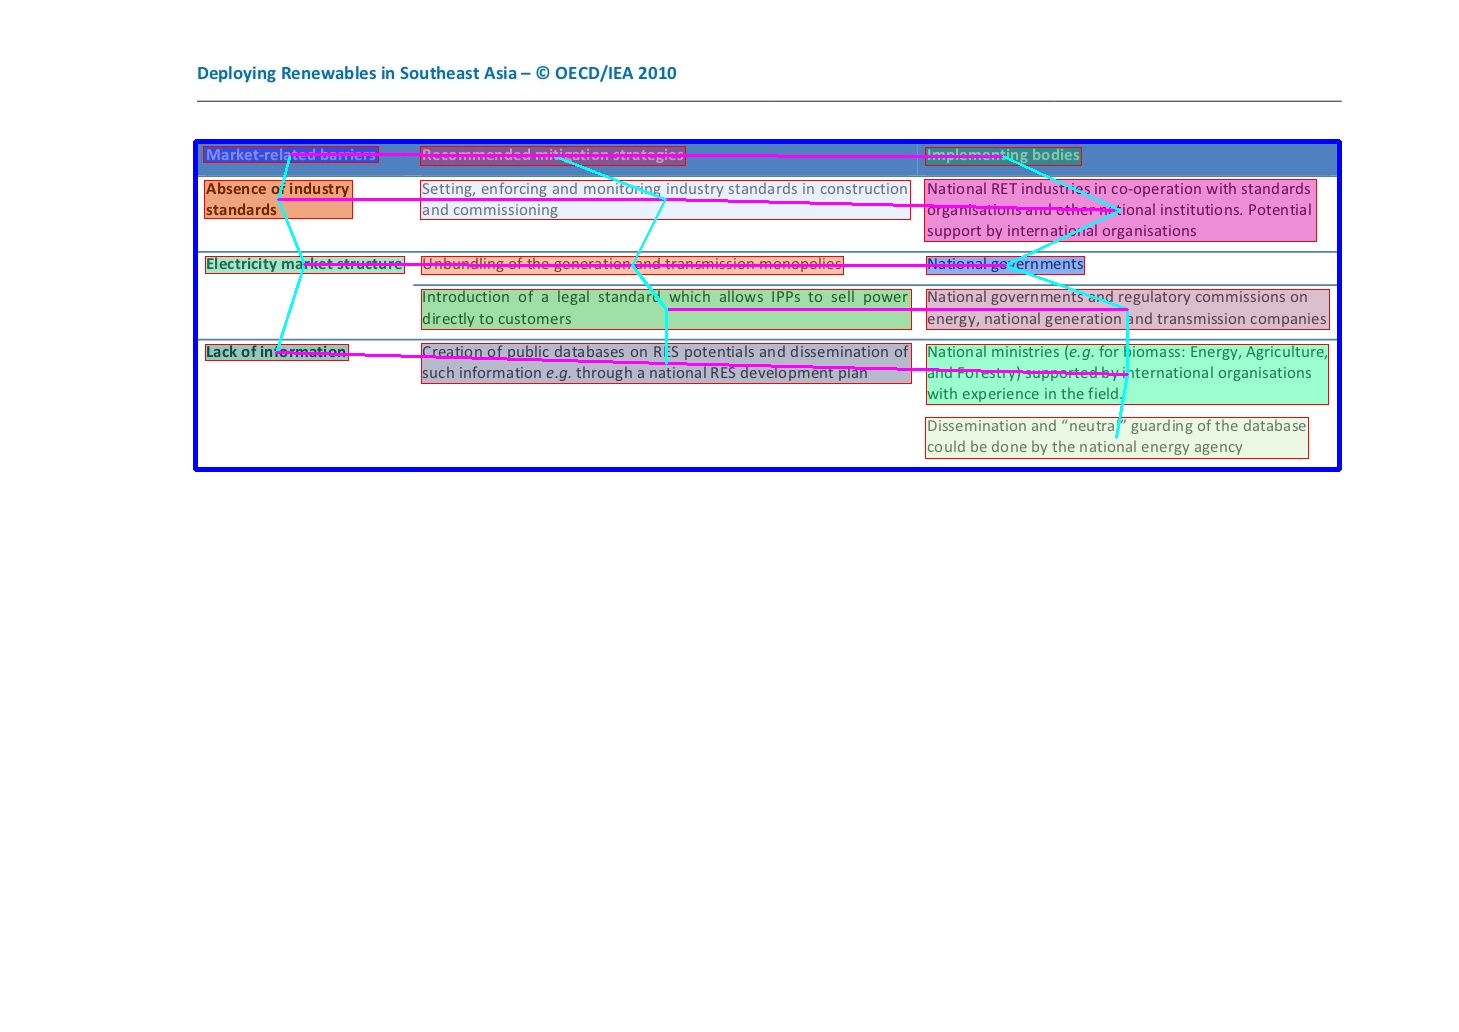 Deploying Renewables in Southeast Asia – © OECD/IEA 2010
Market-related barriers Recommended mitigation strategies Implementing bodies
Absence of industry standards
Setting, enforcing and monitoring industry standards in construction
and commissioning
National RET industries in co-operation with standards
organisations and other national institutions. Potential
support by international organisations
Electricity market structure Unbundling of the generation and transmission monopolies National governments
Introduction of a legal standard which allows IPPs to sell power
directly to customers
National governments and regulatory commissions on
energy, national generation and transmission companies
Lack of information
Creation of public databases on RES potentials and dissemination of
such information e.g. through a national RES development plan
National ministries (e.g. for biomass: Energy, Agriculture,
and Forestry) supported by international organisations
with experience in the field.
Dissemination and “neutral” guarding of the database
could be done by the national energy agency